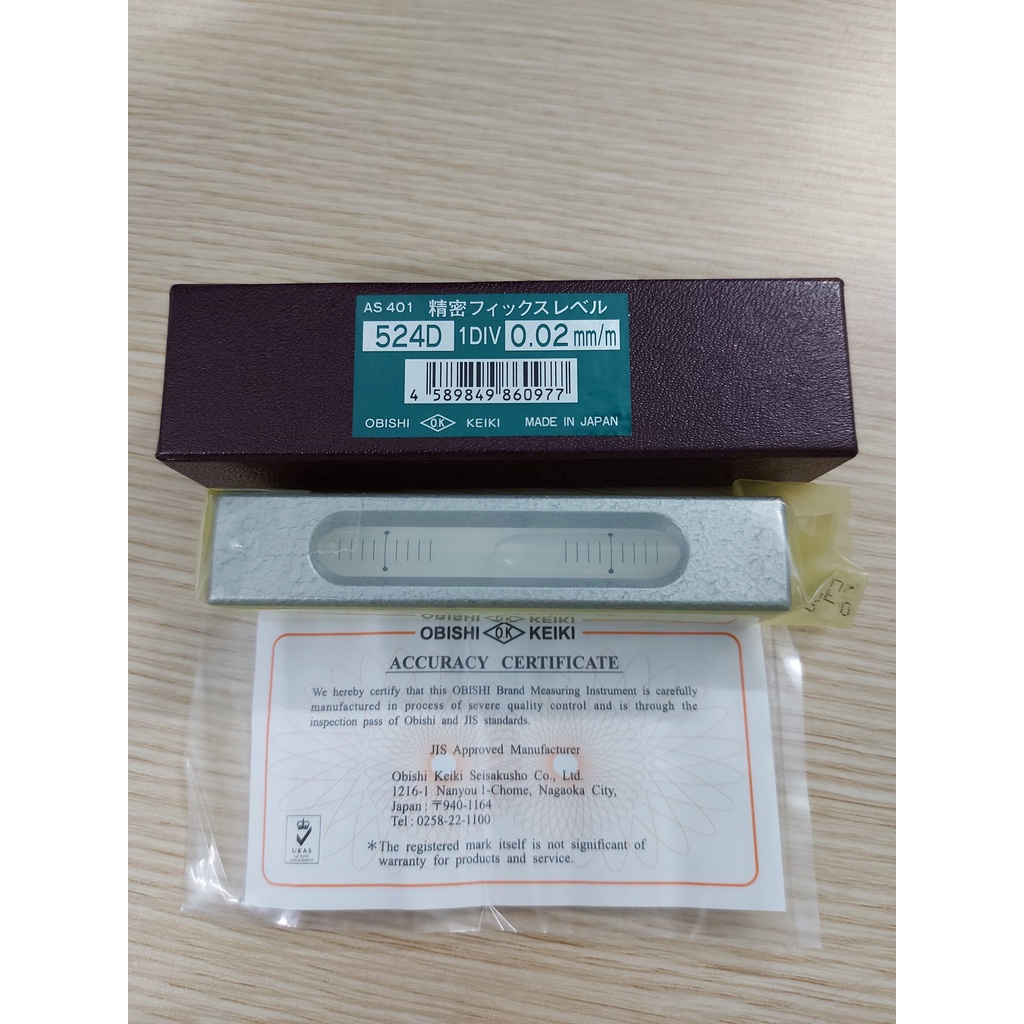 AS 401 精密フィックスレベル
524D 1DIV 0.02 mm/m
4 589849 860977
OBISHI OK KEIKI MADE IN JAPAN
OBISHI OK KEIKI
ACCURACY CERTIFICATE
We hereby certify that this OBISHI Brand Measuring Instrument is carefully
manufactured in process of severe quality control and is through the
inspection pass of Obishi and JIS standards.
JIS Approved Manufacturer
Obishi Keiki Seisakusho Co., Ltd.
1216-1 Nanyou 1-Chome, Nagaoka City,
Japan : 〒940-1164
Tel : 0258-22-1100
UKAS
*The registered mark itself is not significant of
warranty for products and service.